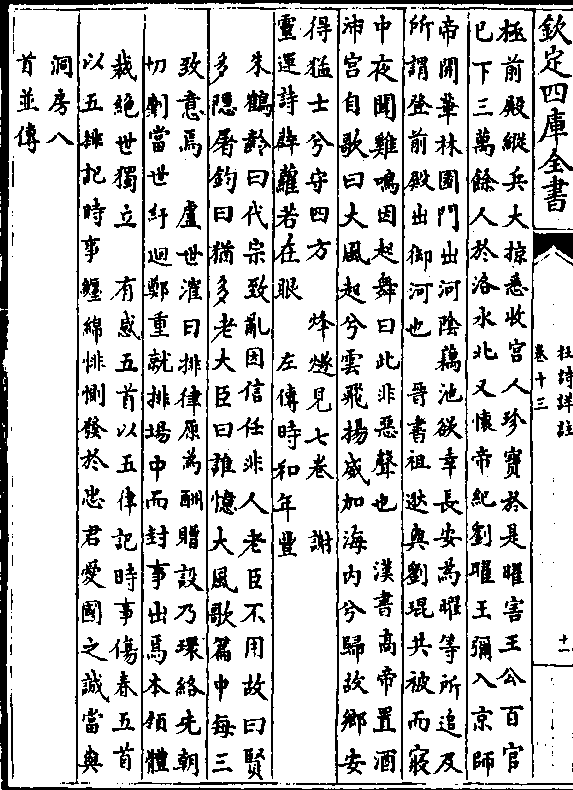 欽定四庫全書
杜詩詳註
卷十三
十一
極前殿縱兵大掠悉收宫人珍寳於是曜害王公百官
巳下三萬餘人於洛水北又懷帝紀劉曜王彌入京師
帝開華林園門出河隂藕池欲幸長安為曜等所追及
所謂登前殿出御河也　晉書祖逖與劉琨共被而寢
中夜聞雞鳴因起舞曰此非惡聲也　漢書髙帝置酒
沛宫自歌曰大風起兮雲飛揚威加海内兮歸故鄉安
得猛士兮守四方　烽燧見七卷　謝
靈運詩薜蘿若在眼　左傳時和年豐
朱鶴齡曰代宗致亂因信任非人老臣不用故曰賢
多隱屠釣曰猶多老大臣曰誰憶大風歌篇中每三
致意焉　盧世㴶曰排律原為酬贈設乃環絡先朝
切劘當世紆迴鄭重就排場中而封事出焉本領體
裁絶世獨立　有感五首以五律記時事傷春五首
以五排記時事纒綿悱惻發於忠君愛國之誠當與
洞房八
首並傳